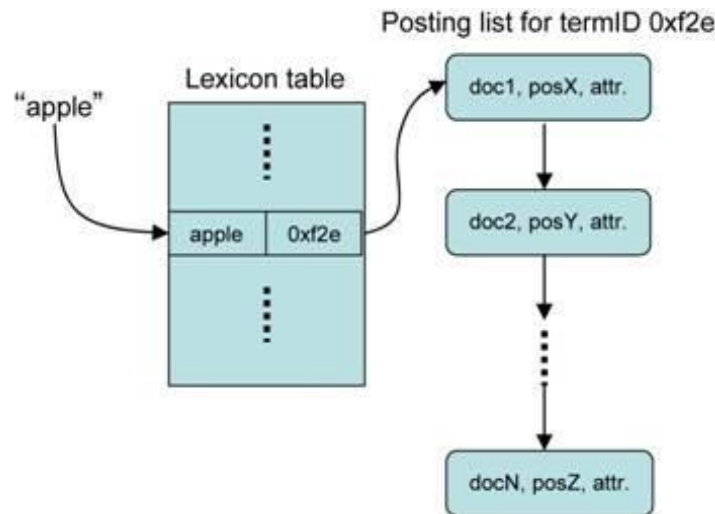 Posting list for termID 0xf2e
Lexicon table
“apple”
apple 0xf2e
doc1, posX, attr.
doc2, posY, attr.
docN, posZ, attr.